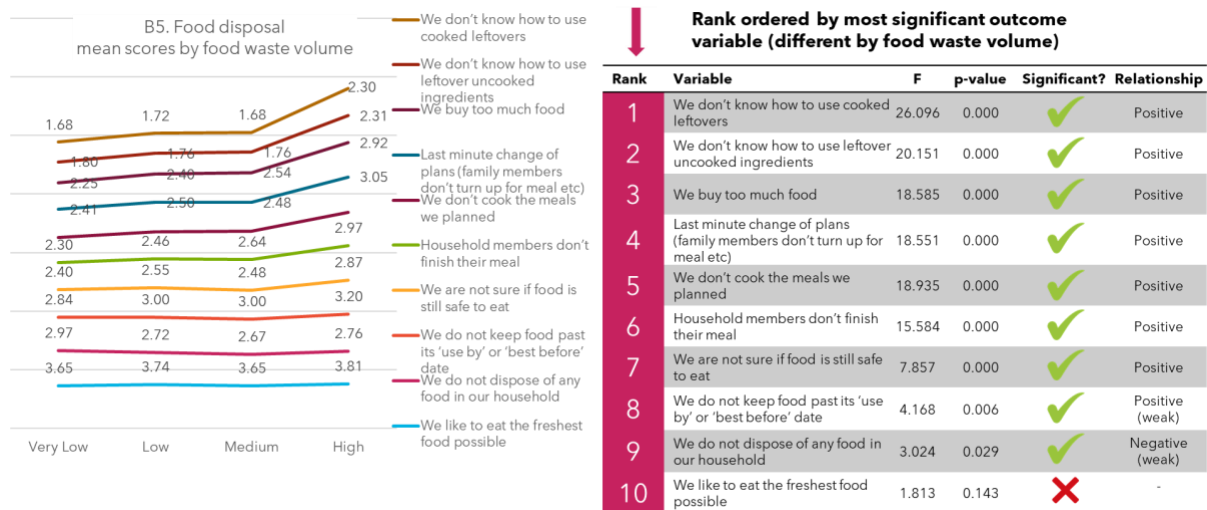 B5. Food disposal
mean scores by food waste volume
We don't know how to use
cooked leftovers
We don't know how to use
leftover uncooked
ingredients
We buy too much food
Last minute change of
plans (family members
don't turn up for meal etc)
We don't cook the meals
we planned
Household members don't
finish their meal
We are not sure if food is
still safe to eat
We do not keep food past
its 'use by' or 'best before'
date
We do not dispose of any
food in our household
We like to eat the freshest
food possible
1.68 1.72 1.68 2.30
1.80 1.76 1.76 2.31
2.25 2.40 2.54 2.92
2.41 2.50 2.48 3.05
2.30 2.46 2.64 2.97
2.40 2.55 2.48 2.87
2.84 3.00 3.00 3.20
2.97 2.72 2.67 2.76
3.65 3.74 3.65 3.81
Very Low Low Medium High
Rank ordered by most significant outcome
variable (different by food waste volume)
Rank Variable F p-value Significant? Relationship
1 We don't know how to use cooked
leftovers 26.096 0.000 Positive
2 We don't know how to use leftover
uncooked ingredients 20.151 0.000 Positive
3 We buy too much food 18.585 0.000 Positive
4 Last minute change of plans
(family members don't turn up for
meal etc) 18.551 0.000 Positive
5 We don't cook the meals we
planned 18.935 0.000 Positive
6 Household members don't finish
their meal 15.584 0.000 Positive
7 We are not sure if food is still safe
to eat 7.857 0.000 Positive
8 We do not keep food past its 'use
by' or 'best before' date 4.168 0.006 Positive
(weak)
9 We do not dispose of any food in
our household 3.024 0.029 Negative
(weak)
10 We like to eat the freshest food
possible 1.813 0.143 -